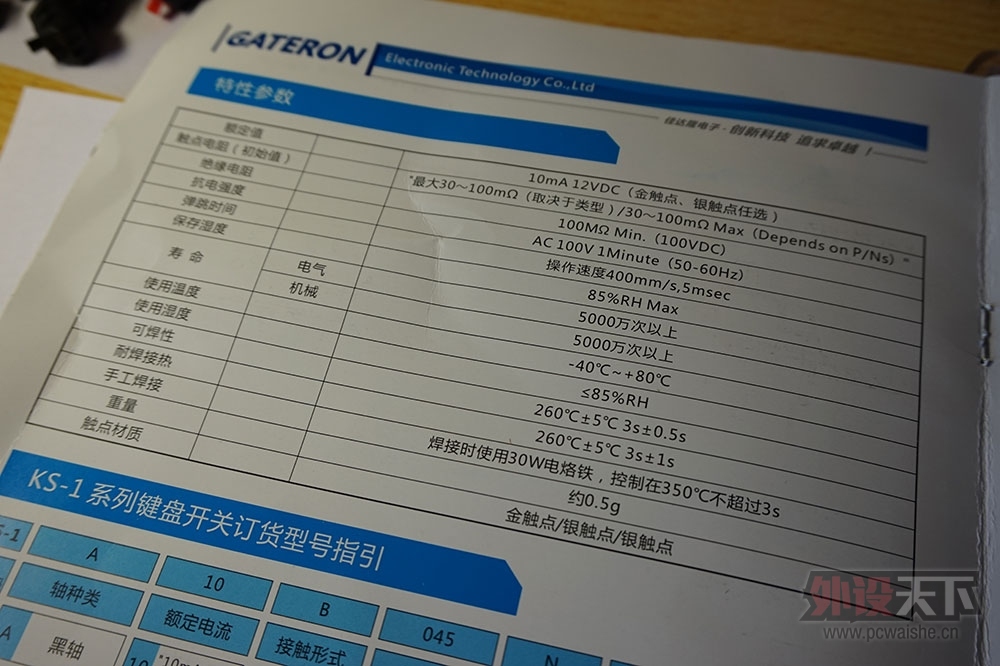 GATERON
Electronic Technology Co.,Ltd
佳达隆电子·创新科技 追求卓越
特性参数
额定值 10mA 12VDC（金触点、银触点任选）
触点电阻（初始值） "最大30～100mΩ（取决于类型）/30～100mΩ Max（Depends on P/Ns）"
绝缘电阻 100MΩ Min.（100VDC）
抗电强度 AC 100V 1Minute（50-60Hz）
弹跳时间 操作速度400mm/s,5msec
保存湿度 85%RH Max
寿 命 电气 5000万次以上
机械 5000万次以上
使用温度 -40℃~+80℃
使用湿度 ≤85%RH
可焊性 260℃±5℃ 3s±0.5s
耐焊接热 260℃±5℃ 3s±1s
手工焊接 焊接时使用30W电烙铁，控制在350℃不超过3s
重量 约0.5g
触点材质 金触点/银触点/银触点
KS-1 系列键盘开关订货型号指引
S-1 A 10 B 045 N
轴种类 额定电流 接触形式
A 黑轴 10 "10m
外设天下
www.pcwaishe.cn